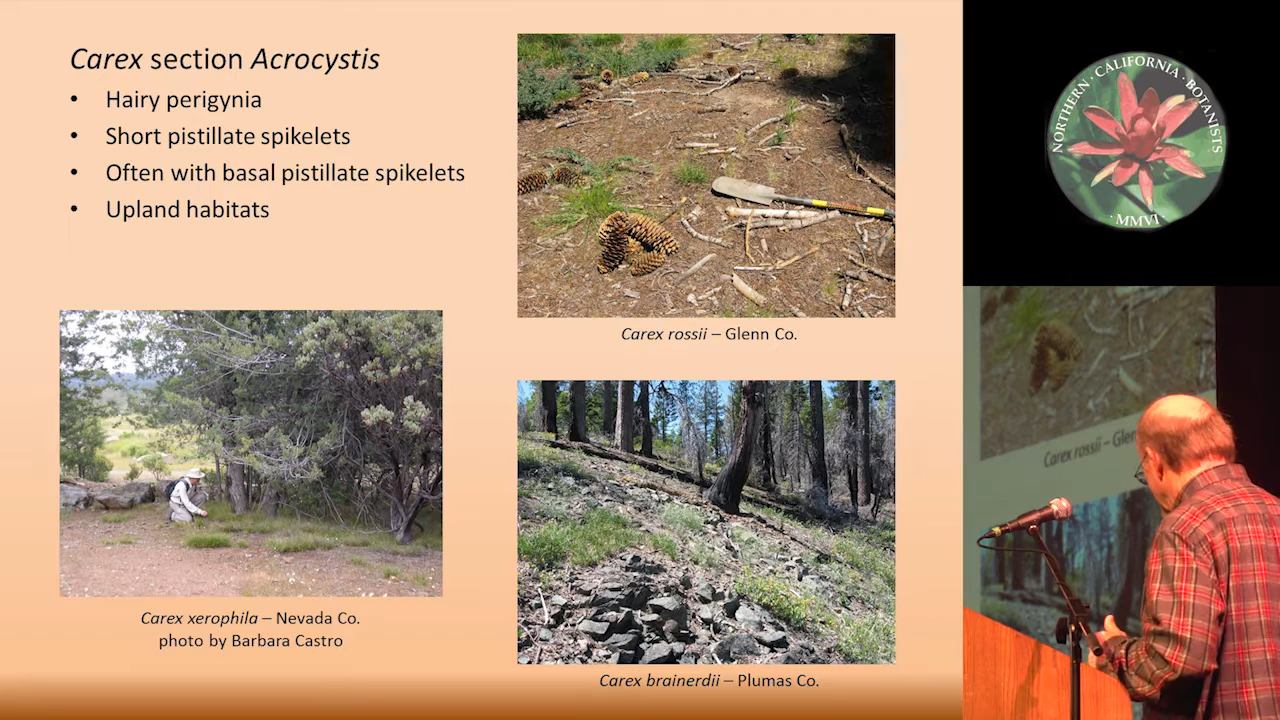 Carex section Acrocystis
• Hairy perigynia
• Short pistillate spikelets
• Often with basal pistillate spikelets
• Upland habitats
Carex rossii – Glenn Co.
Carex xerophila – Nevada Co.
photo by Barbara Castro
Carex brainerdii – Plumas Co.
NORTHERN · CALIFORNIA · BOTANISTS
· MMVI ·
Carex rossii – Glen